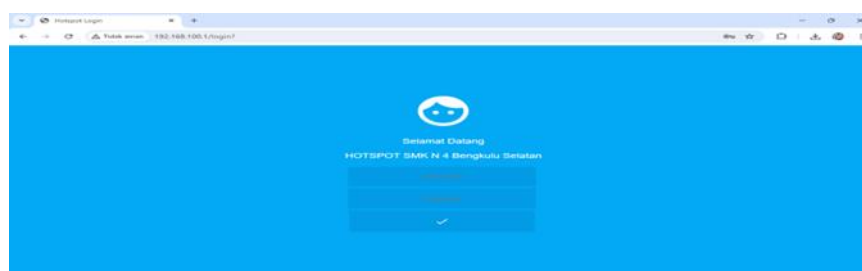 Hotspot Login
Tidak aman 192.168.100.1/login?
Selamat Datang
HOTSPOT SMK N 4 Bengkulu Selatan